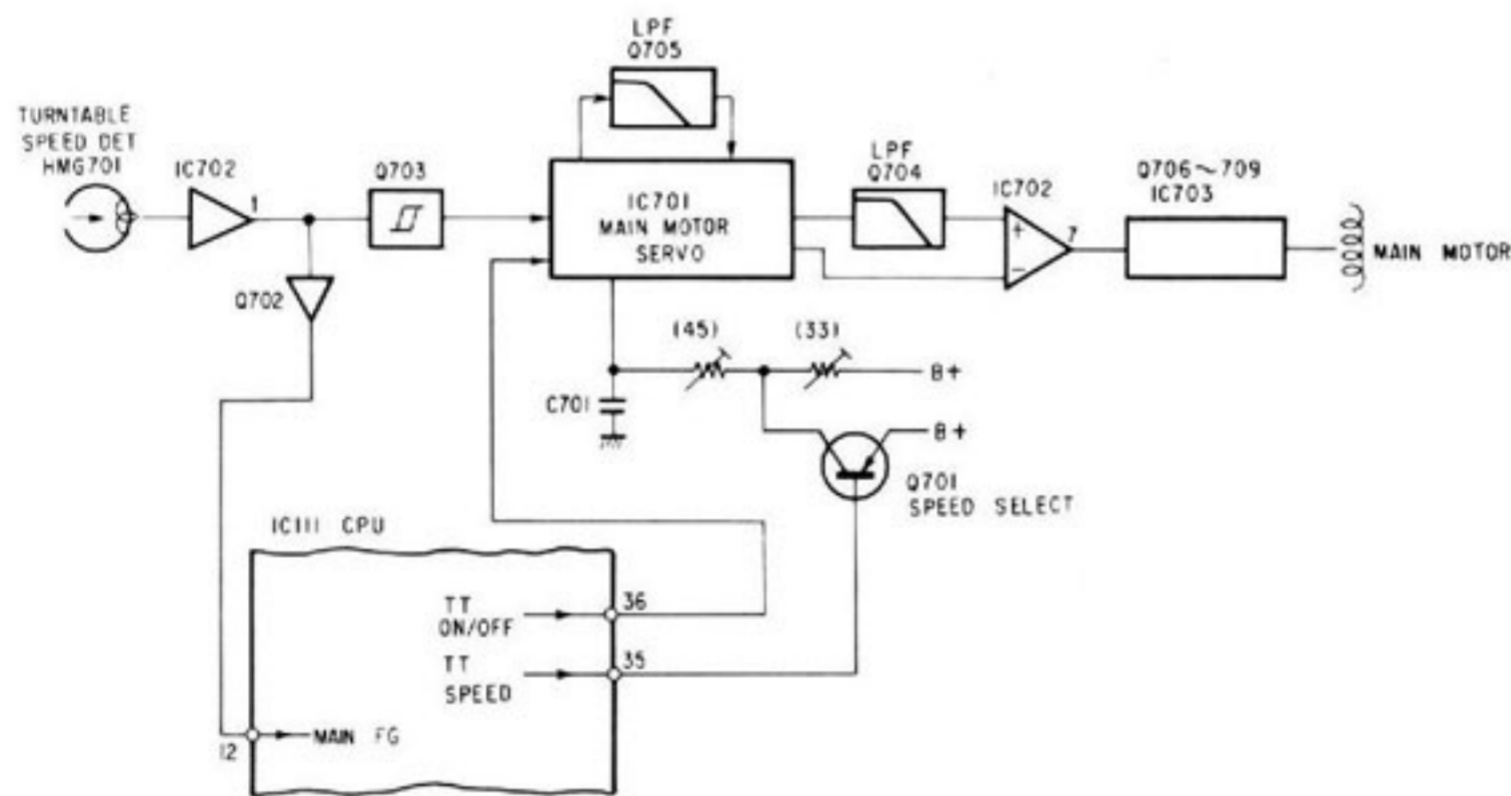 LPF
Q705
TURNTABLE
SPEED DET
HMG701
IC702
1
Q703
IC701
MAIN MOTOR
SERVO
LPF
Q704
IC702
+
-
7
Q706~709
IC703
MAIN MOTOR
Q702
(45)
(33)
B+
C701
B+
Q701
SPEED SELECT
IC111 CPU
TT
ON/OFF
36
TT
SPEED
35
12
MAIN FG